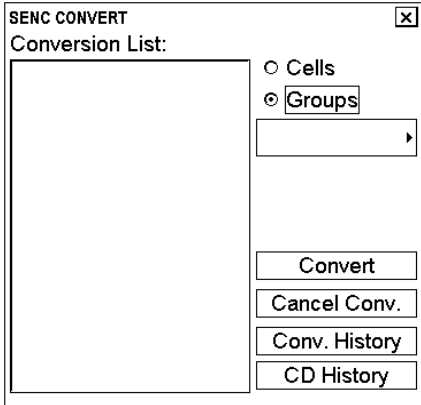 SENC CONVERT
Conversion List:
Cells
Groups
Convert
Cancel Conv.
Conv. History
CD History